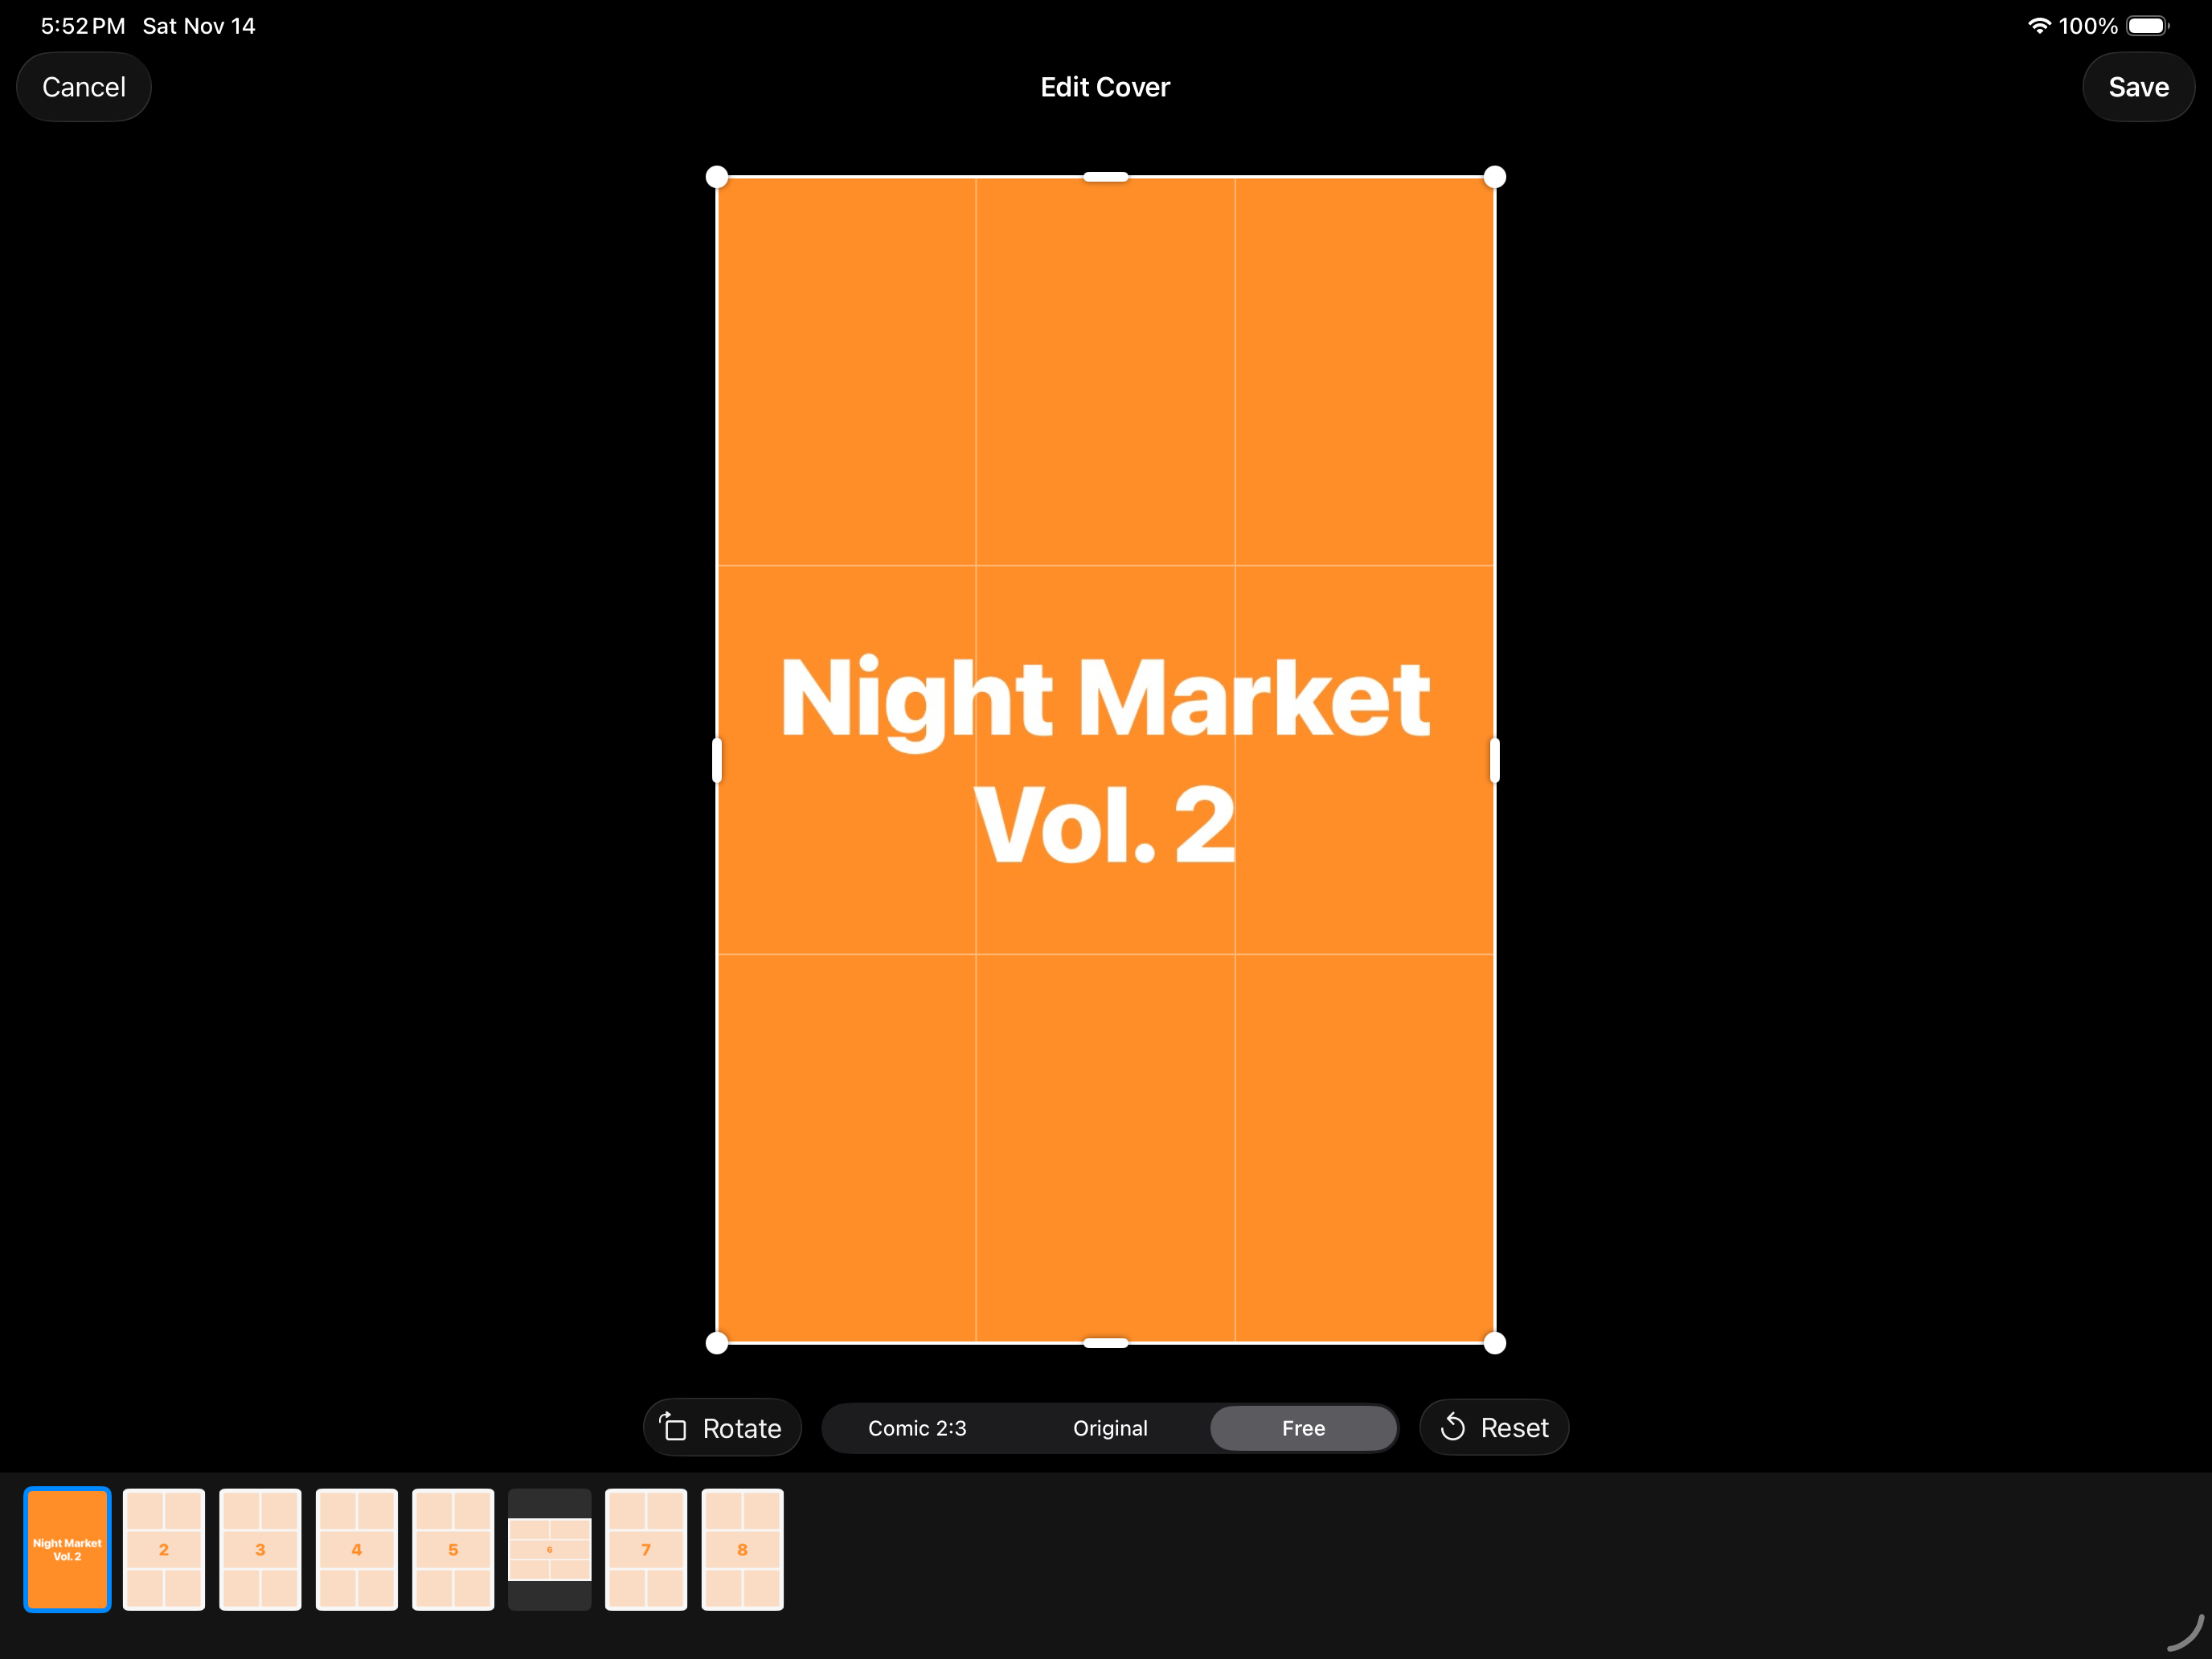 5:52 PM Sat Nov 14
100%
Cancel
Edit Cover
Save
Night Market
Vol. 2
Rotate
Comic 2:3
Original
Free
Reset
Night Market
Vol. 2
2
3
4
5
6
7
8